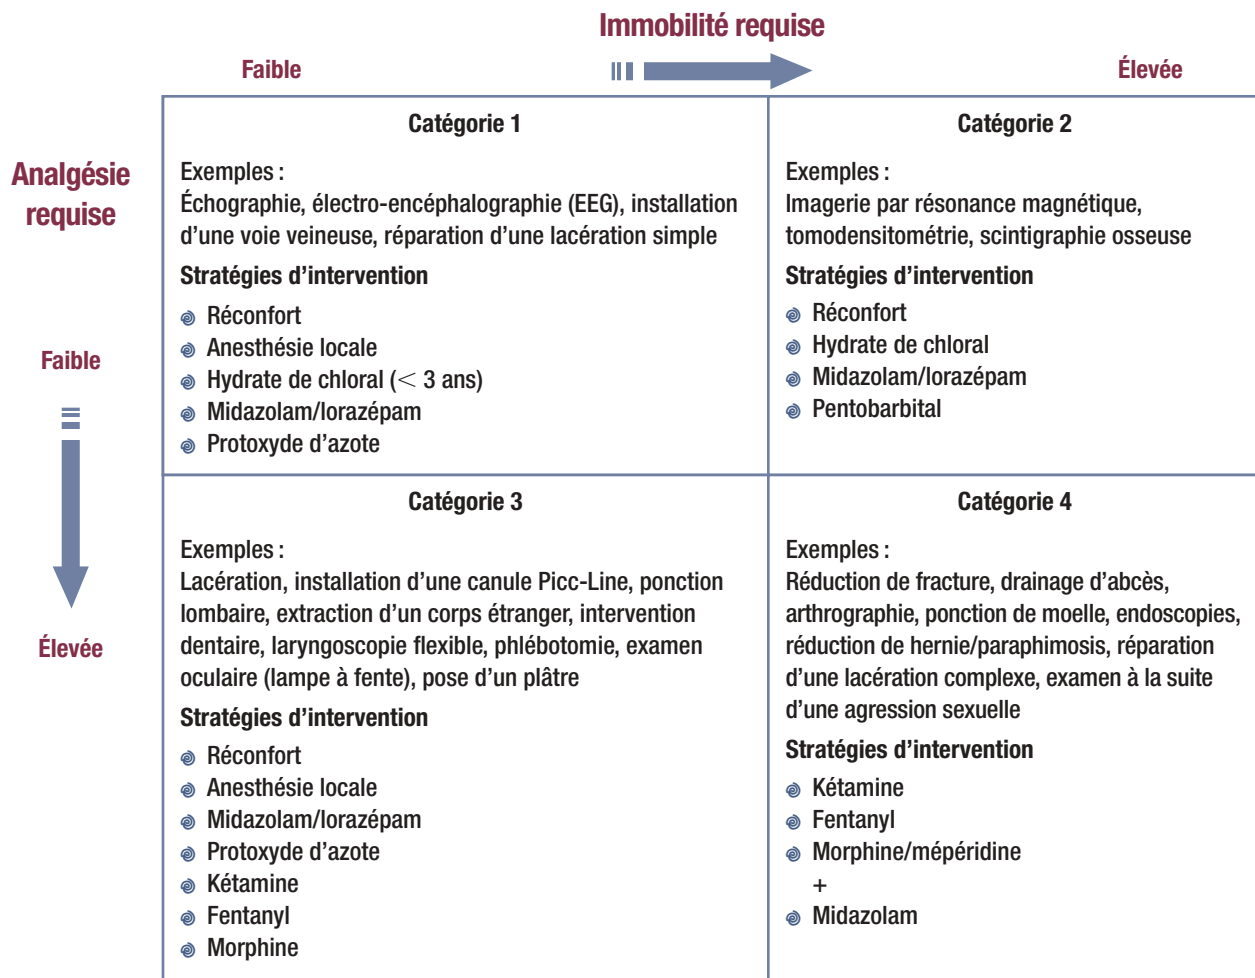 Immobilité requise
Faible
Élevée
Analgésie
requise
Faible
Élevée
Catégorie 1
Exemples :
Échographie, électro-encéphalographie (EEG), installation
d'une voie veineuse, réparation d'une lacération simple
Stratégies d'intervention
Réconfort
Anesthésie locale
Hydrate de chloral (< 3 ans)
Midazolam/lorazépam
Protoxyde d'azote
Catégorie 2
Exemples :
Imagerie par résonance magnétique,
tomodensitométrie, scintigraphie osseuse
Stratégies d'intervention
Réconfort
Hydrate de chloral
Midazolam/lorazépam
Pentobarbital
Catégorie 3
Exemples :
Lacération, installation d'une canule Picc-Line, ponction
lombaire, extraction d'un corps étranger, intervention
dentaire, laryngoscopie flexible, phlébotomie, examen
oculaire (lampe à fente), pose d'un plâtre
Stratégies d'intervention
Réconfort
Anesthésie locale
Midazolam/lorazépam
Protoxyde d'azote
Kétamine
Fentanyl
Morphine
Catégorie 4
Exemples :
Réduction de fracture, drainage d'abcès,
arthrographie, ponction de moelle, endoscopies,
réduction de hernie/paraphimosis, réparation
d'une lacération complexe, examen à la suite
d'une agression sexuelle
Stratégies d'intervention
Kétamine
Fentanyl
Morphine/mépéridine
+
Midazolam